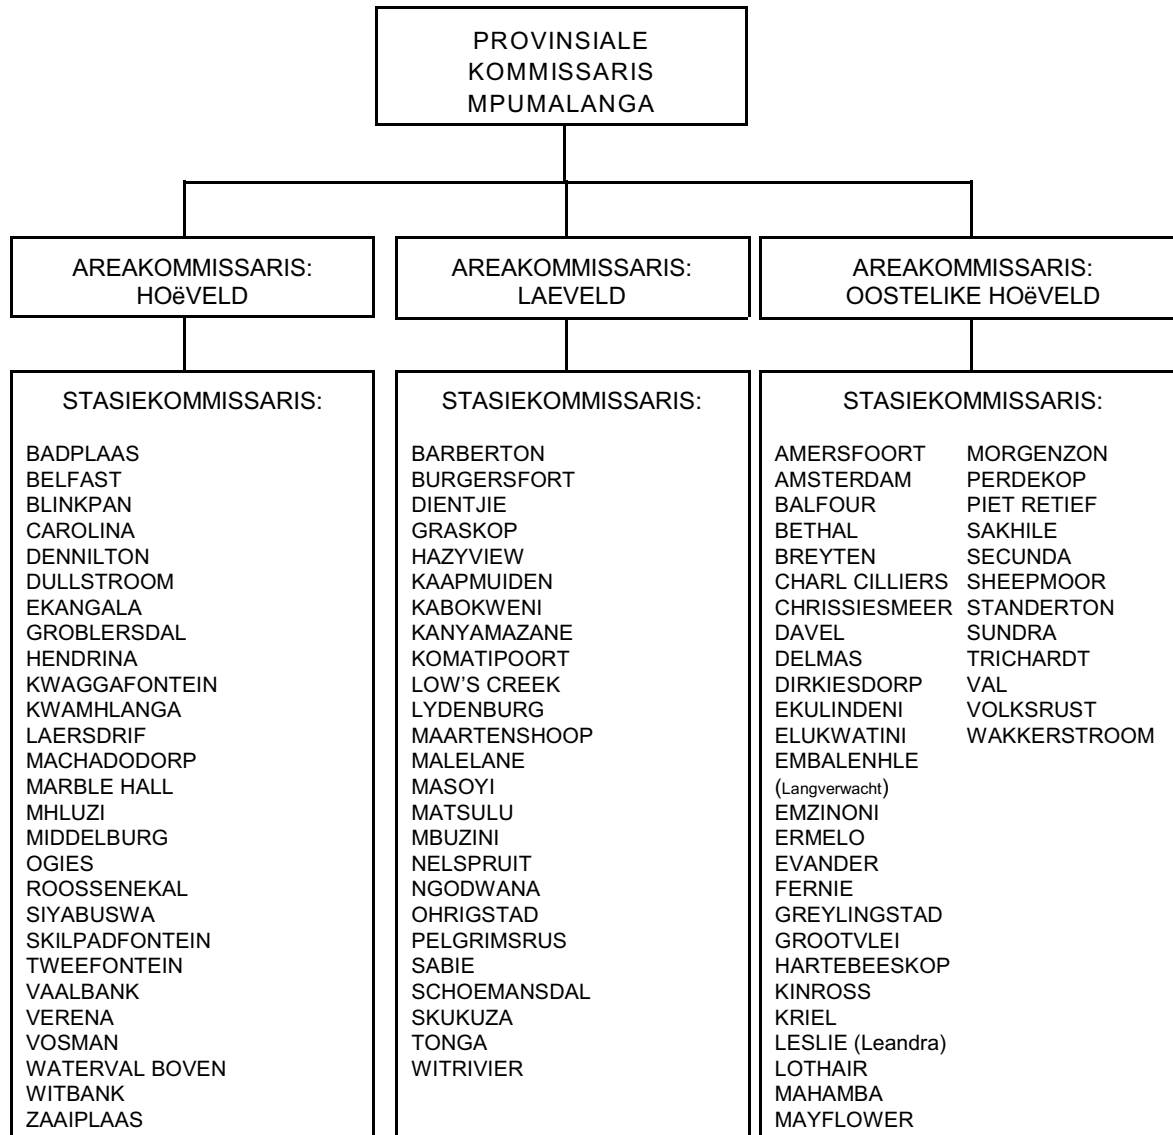 PROVINSIALE
KOMMISSARIS
MPUMALANGA
AREAKOMMISSARIS:
HOëVELD
AREAKOMMISSARIS:
LAEVELD
AREAKOMMISSARIS:
OOSTELIKE HOëVELD
STASIEKOMMISSARIS:
BADPLAAS
BELFAST
BLINKPAN
CAROLINA
DENNILTON
DULLSTROOM
EKANGALA
GROBLERSDAL
HENDRINA
KWAGGAFONTEIN
KWAMHLANGA
LAERSDRIF
MACHADODORP
MARBLE HALL
MHLUZI
MIDDELBURG
OGIES
ROOSSENEKAL
SIYABUSWA
SKILPADFONTEIN
TWEEFONTEIN
VAALBANK
VERENA
VOSMAN
WATERVAL BOVEN
WITBANK
ZAAIPLAAS
STASIEKOMMISSARIS:
BARBERTON
BURGERSFORT
DIENTJIE
GRASKOP
HAZYVIEW
KAAPMUIDEN
KABOKWENI
KANYAMAZANE
KOMATIPOORT
LOW'S CREEK
LYDENBURG
MAARTENSHOOP
MALELANE
MASOYI
MATSULU
MBUZINI
NELSPRUIT
NGODWANA
OHRIGSTAD
PELGRIMSRUS
SABIE
SCHOEMANSDAL
SKUKUZA
TONGA
WITRIVIER
STASIEKOMMISSARIS:
AMERSFOORT
AMSTERDAM
BALFOUR
BETHAL
BREYTEN
CHARL CILLIERS
CHRISSIESMEER
DAVEL
DELMAS
DIRKIESDORP
EKULINDENI
ELUKWATINI
EMBALENHLE
(Langverwacht)
EMZINONI
ERMELO
EVANDER
FERNIE
GREYLINGSTAD
GROOTVLEI
HARTEBEESKOP
KINROSS
KRIEL
LESLIE (Leandra)
LOTHAIR
MAHAMBA
MAYFLOWER
MORGENZON
PERDEKOP
PIET RETIEF
SAKHILE
SECUNDA
SHEEPMOOR
STANDERTON
SUNDRA
TRICHARDT
VAL
VOLKSRUST
WAKKERSTROOM